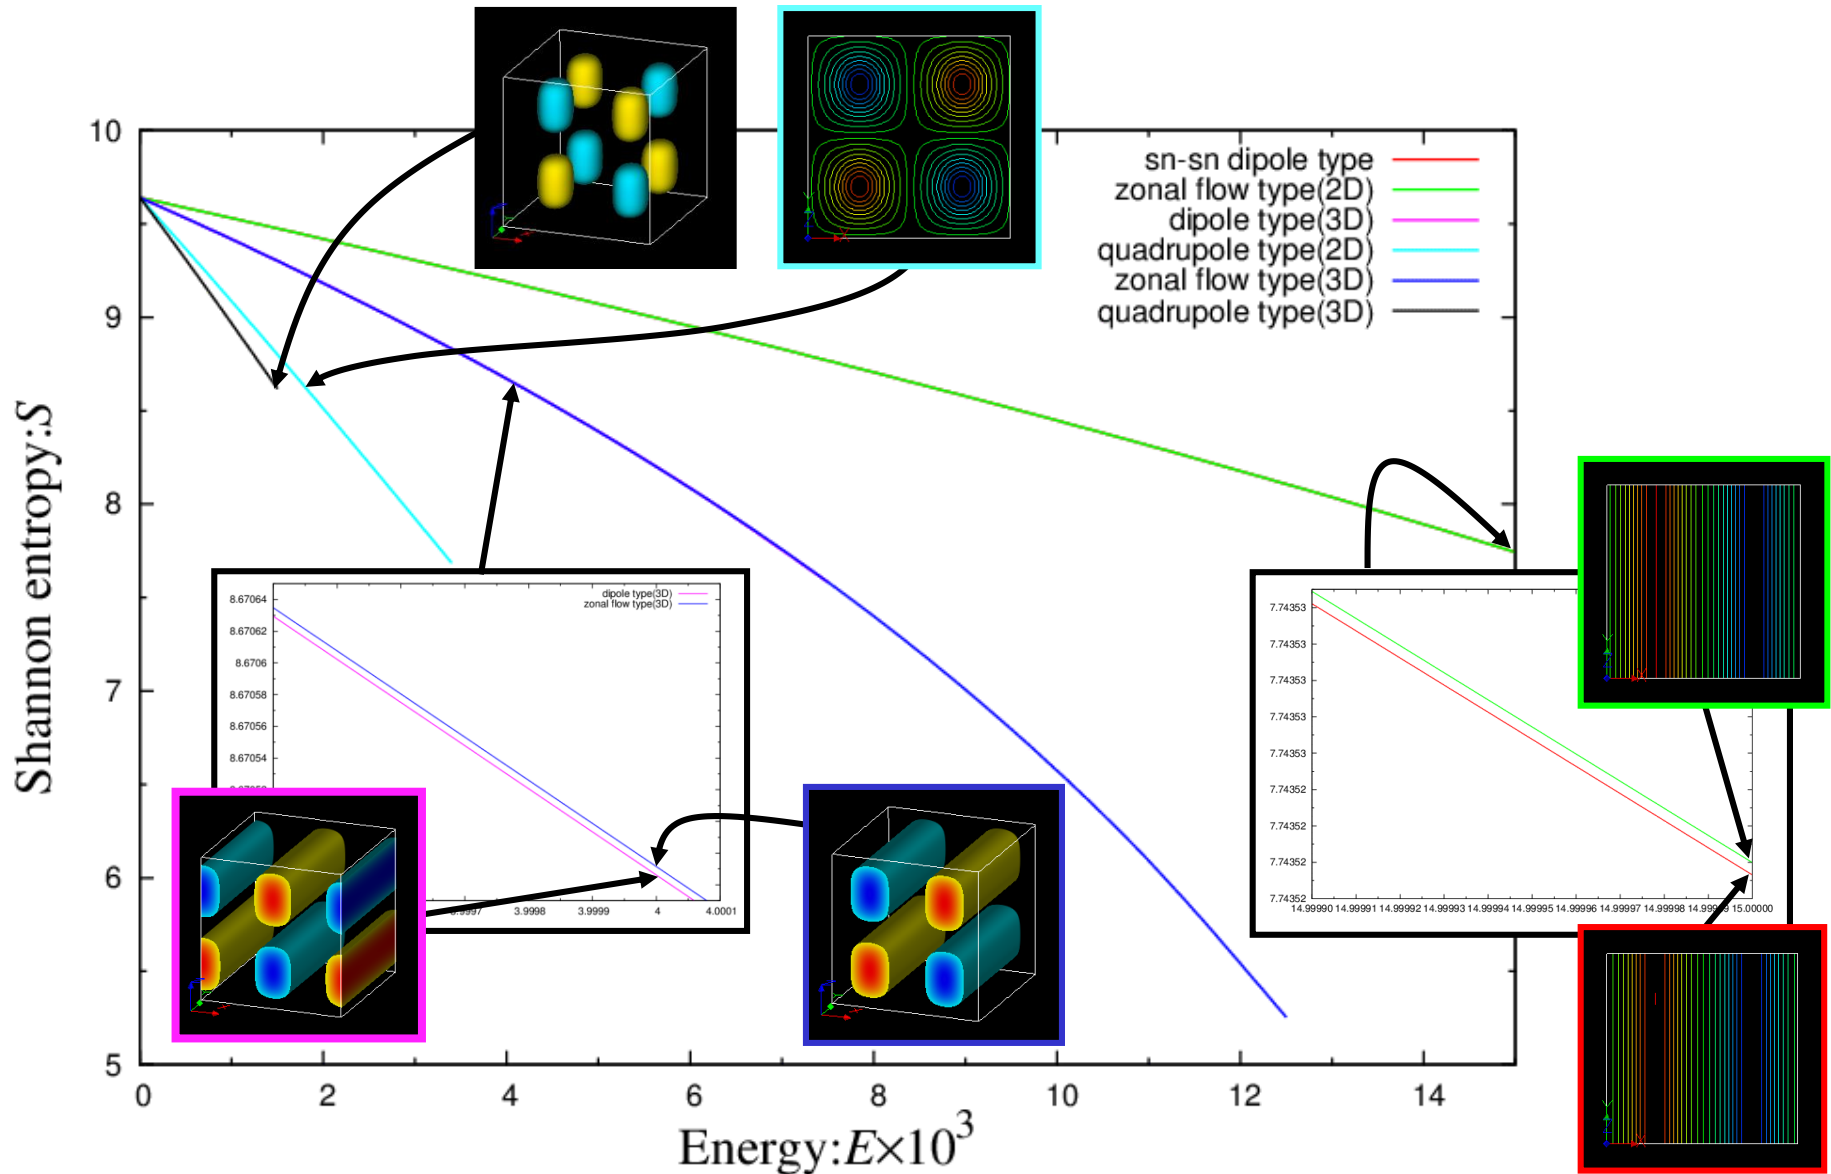 10
9
8
7
6
5
Shannon entropy:S
sn-sn dipole type
zonal flow type(2D)
dipole type(3D)
quadrupole type(2D)
zonal flow type(3D)
quadrupole type(3D)
dipole type(3D)
zonal flow type(3D)
8.67064
8.67062
8.6706
8.67058
8.67056
8.67054
3.9998
3.9999
4
4.0001
7.74353
7.74353
7.74353
7.74353
7.74353
7.74352
7.74352
7.74352
7.74352
14.99990 14.99991 14.99992 14.99993 14.99994 14.99995 14.99996 14.99997 14.99998 15.00000
0 2 4 6 8 10 12 14
Energy:E×10³